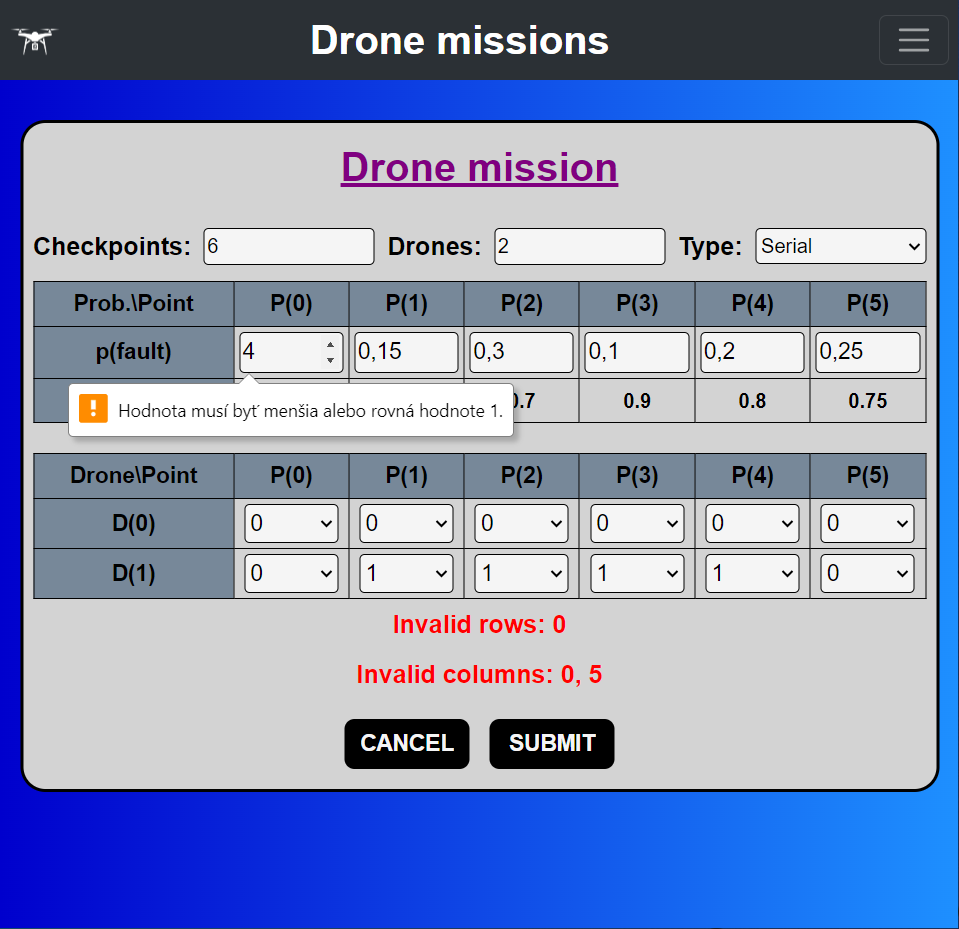 Drone missions
Drone mission
Checkpoints: 6 Drones: 2 Type: Serial
Prob.\Point P(0) P(1) P(2) P(3) P(4) P(5)
p(fault) 4 0,15 0,3 0,1 0,2 0,25
Hodnota musí byť menšia alebo rovná hodnote 1. 0.7 0.9 0.8 0.75
Drone\Point P(0) P(1) P(2) P(3) P(4) P(5)
D(0) 0 0 0 0 0 0
D(1) 0 1 1 1 1 0
Invalid rows: 0
Invalid columns: 0, 5
CANCEL SUBMIT